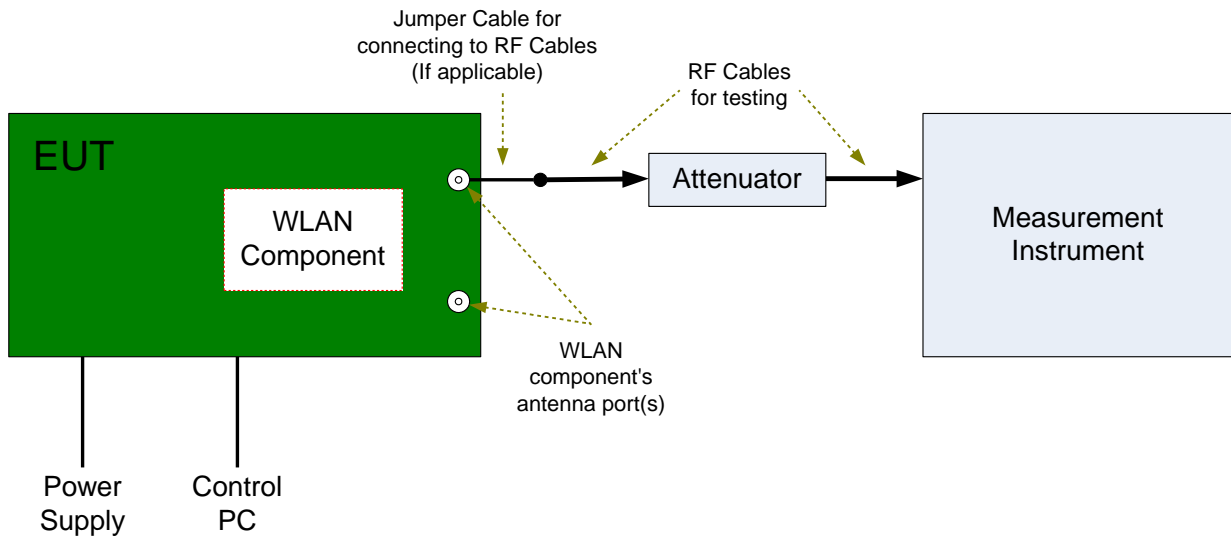 Jumper Cable for
connecting to RF Cables
(If applicable)
RF Cables
for testing
EUT
WLAN
Component
Attenuator
Measurement
Instrument
WLAN
component's
antenna port(s)
Power
Supply
Control
PC